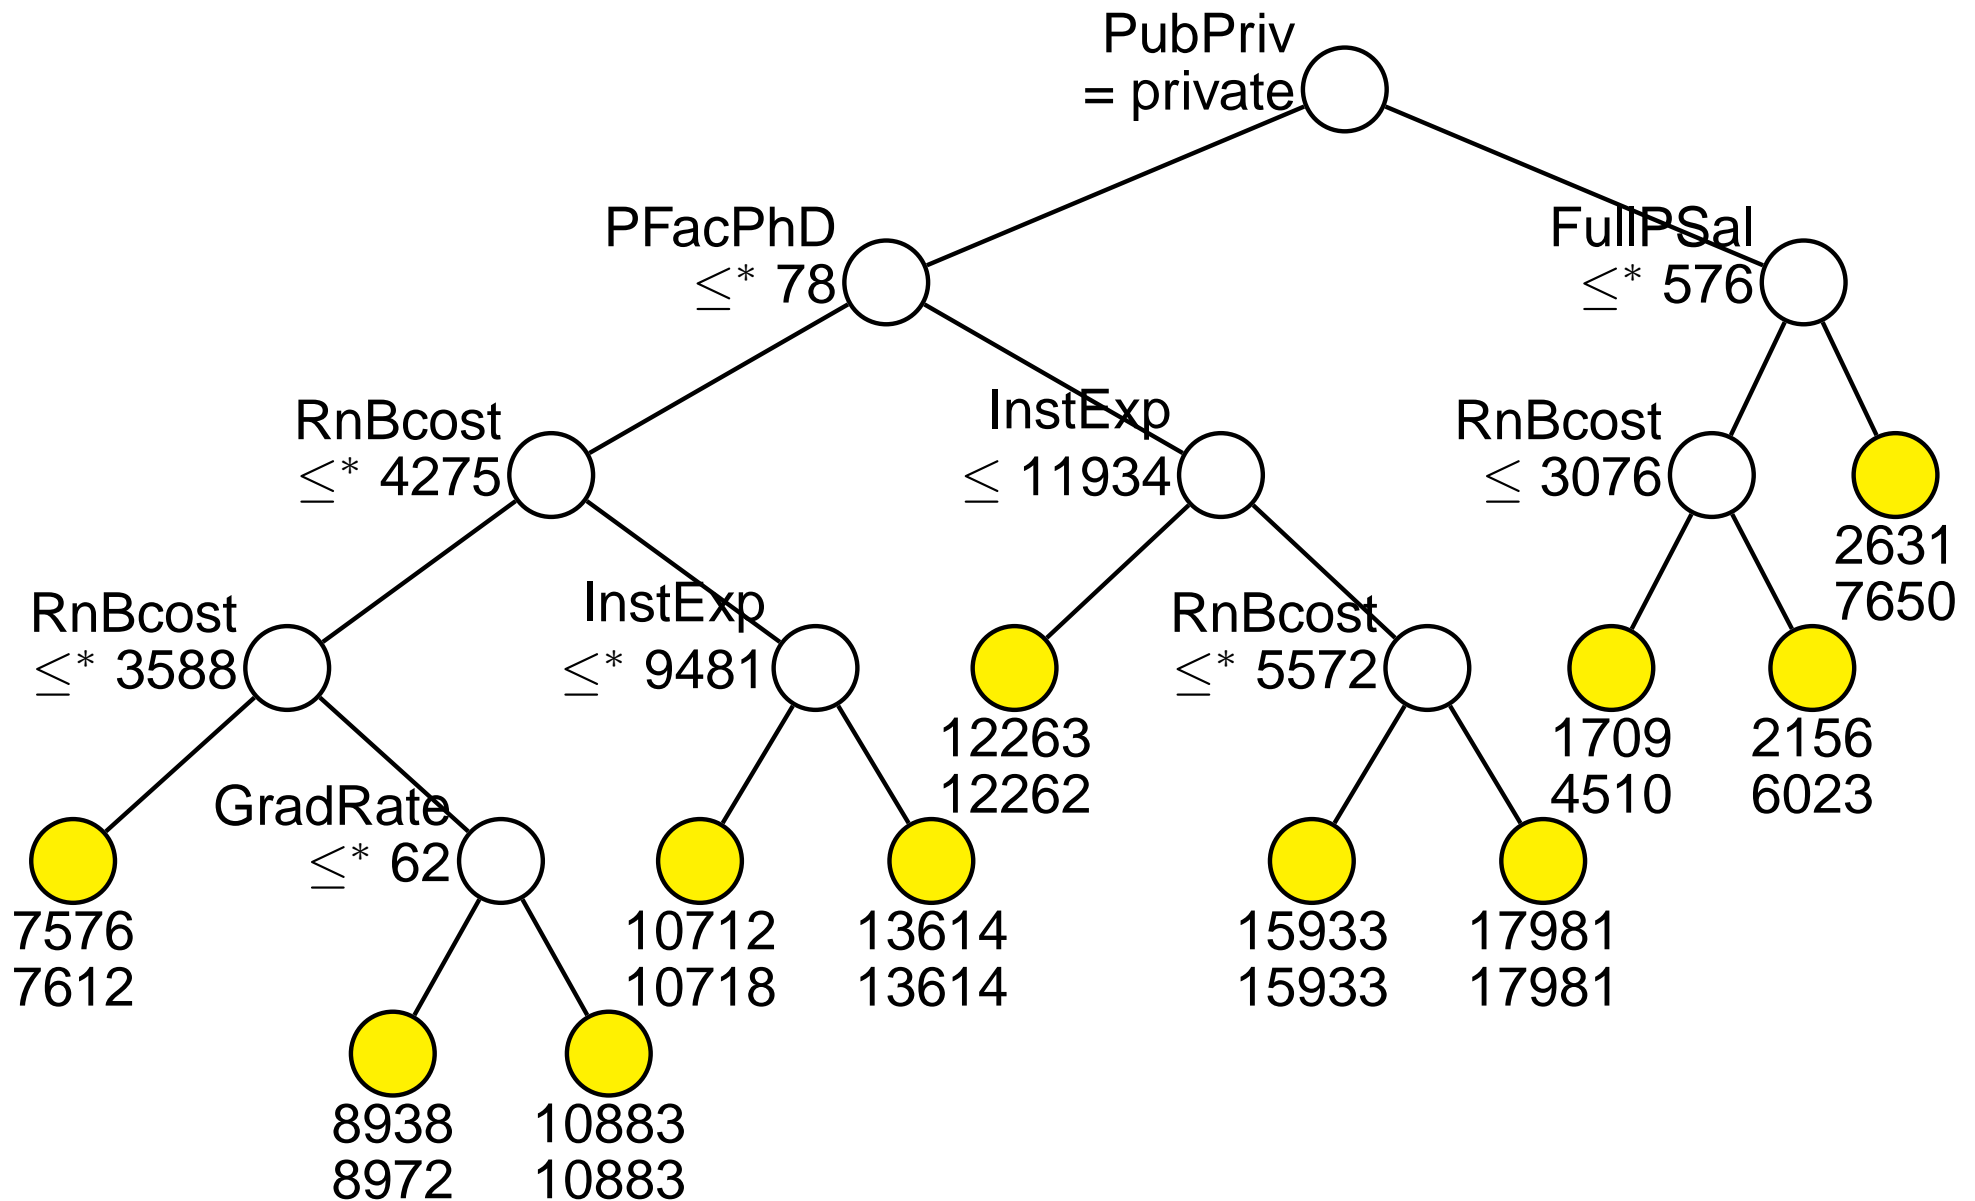 PubPriv
= private
PFacPhD
≤* 78
FullPSal
≤* 576
RnBcost
≤* 4275
InstExp
≤ 11934
RnBcost
≤ 3076
2631
7650
RnBcost
≤* 3588
InstExp
≤* 9481
12263
12262
RnBcost
≤* 5572
1709
4510
2156
6023
7576
7612
GradRate
≤* 62
10712
10718
13614
13614
15933
15933
17981
17981
8938
8972
10883
10883